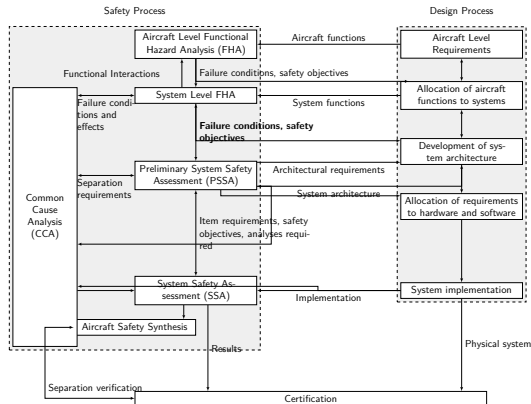 Safety Process
Design Process
Aircraft Level Functional
Hazard Analysis (FHA)
Aircraft functions
Aircraft Level
Requirements
Functional Interactions
Failure conditions, safety objectives
System Level FHA
System functions
Allocation of aircraft
functions to systems
Failure condi-
tions and
effects
Failure conditions, safety
objectives
Development of sys-
tem architecture
Preliminary System Safety
Assessment (PSSA)
Architectural requirements
Separation
requirements
System architecture
Allocation of requirements
to hardware and software
Common
Cause
Analysis
(CCA)
Item requirements, safety
objectives, analyses requi-
red
System Safety As-
sessment (SSA)
Implementation
System implementation
Aircraft Safety Synthesis
Results
Physical system
Separation verification
Certification